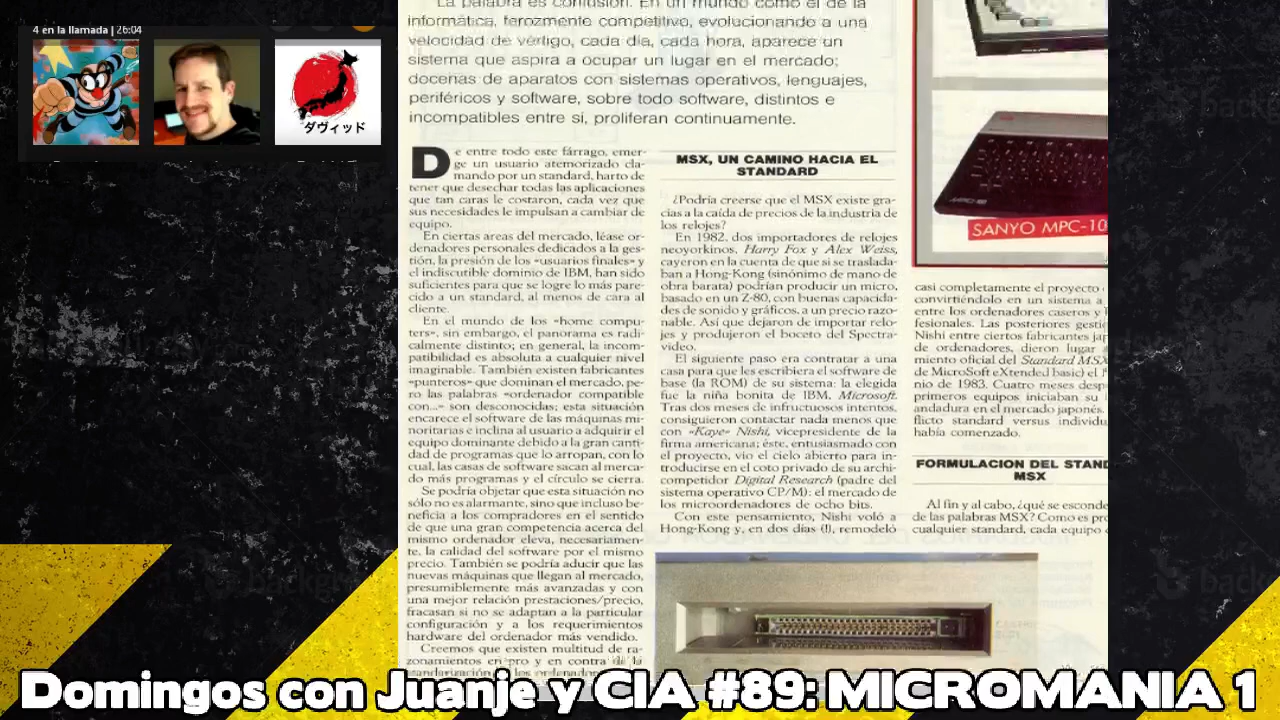 4 en la llamada | 26:04
ダヴィッド
La palabra es confusión. En un mundo como el de la
informática, ferozmente competitivo, evolucionando a una
velocidad de vértigo, cada día, cada hora, aparece un
sistema que aspira a ocupar un lugar en el mercado;
docenas de aparatos con sistemas operativos, lenguajes,
periféricos y software, sobre todo software, distintos e
incompatibles entre sí, proliferan continuamente.
De entre todo este fárrago, emer-
ge un usuario atemorizado cla-
mando por un standard, harto de
tener que desechar todas las aplicaciones
que tan caras le costaron, cada vez que
sus necesidades le impulsan a cambiar de
equipo.
En ciertas areas del mercado, léase or-
denadores personales dedicados a la ges-
tión, la presión de los «usuarios finales» y
el indiscutible dominio de IBM, han sido
suficientes para que se logre lo más pare-
cido a un standard, al menos de cara al
cliente.
En el mundo de los «home compu-
ters», sin embargo, el panorama es radi-
calmente distinto; en general, la incom-
patibilidad es absoluta a cualquier nivel
imaginable. También existen fabricantes
«punteros» que dominan el mercado, pe-
ro las palabras «ordenador compatible
con...» son desconocidas; esta situación
encarece el software de las máquinas mi-
noritarias e inclina al usuario a adquirir el
equipo dominante debido a la gran canti-
dad de programas que lo arropan, con lo
cual, las casas de software sacan al merca-
do más programas y el círculo se cierra.
Se podría objetar que esta situación no
sólo no es alarmante, sino que incluso be-
neficia a los compradores en el sentido
de que una gran competencia acerca del
mismo ordenador eleva, necesariamen-
te, la calidad del software por el mismo
precio. También se podría aducir que las
nuevas máquinas que llegan al mercado,
presumiblemente más avanzadas y con
una mejor relación prestaciones/precio,
fracasan si no se adaptan a la particular
configuración y a los requerimientos
hardware del ordenador más vendido.
Creemos que existen multitud de ra-
zonamientos en pro y en contra de la
standarización de los ordenador
MSX, UN CAMINO HACIA EL
STANDARD
¿Podría creerse que el MSX existe gra-
cias a la caída de precios de la industria de
los relojes?
En 1982, dos importadores de relojes
neoyorkinos, Harry Fox y Alex Weiss,
cayeron en la cuenta de que si se traslada-
ban a Hong-Kong (sinónimo de mano de
obra barata) podrían producir un micro,
basado en un Z-80, con buenas capacida-
des de sonido y gráficos, a un precio razo-
nable. Así que dejaron de importar relo-
jes y produjeron el boceto del Spectra-
video.
El siguiente paso era contratar a una
casa para que les escribiera el software de
base (la ROM) de su sistema: la elegida
fue la niña bonita de IBM, Microsoft.
Tras dos meses de infructuosos intentos,
consiguieron contactar nada menos que
con «Kaye» Nishi, vicepresidente de la
firma americana; éste, entusiasmado con
el proyecto, vio el cielo abierto para in-
troducirse en el coto privado de su archi-
competidor Digital Research (padre del
sistema operativo CP/M): el mercado de
los microordenadores de ocho bits.
Con este pensamiento, Nishi voló a
Hong-Kong y, en dos días (!), remodeló
SANYO MPC-10
casi completamente el proyecto
convirtiéndolo en un sistema a
entre los ordenadores caseros y
fesionales. Las posteriores gesti
Nishi entre ciertos fabricantes jap
de ordenadores, dieron lugar
miento oficial del Standard MSX
de MicroSoft eXtended basic) el
nio de 1983. Cuatro meses desp
primeros equipos iniciaban su
andadura en el mercado japonés.
flicto standard versus individu
había comenzado.
FORMULACION DEL STAND
MSX
Al fin y al cabo, ¿qué se esconde
de las palabras MSX? Como es pro
cualquier standard, cada equipo
Domingos con Juanje y CIA #89: MICROMANIA 1